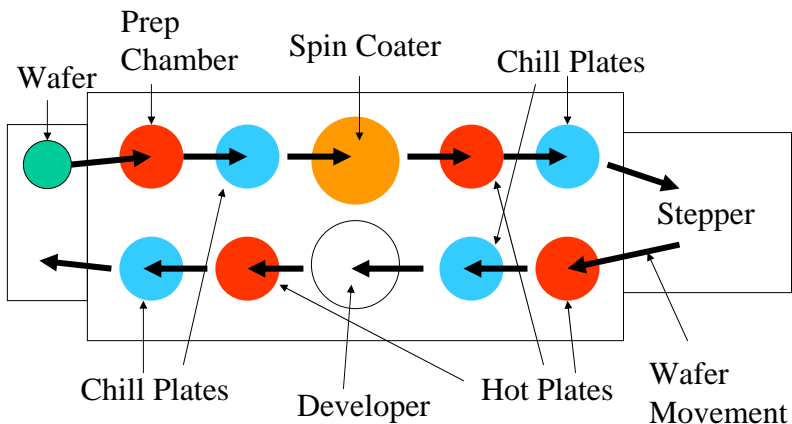 Prep
Chamber
Spin Coater
Chill Plates
Wafer
Stepper
Chill Plates
Developer
Hot Plates
Wafer
Movement